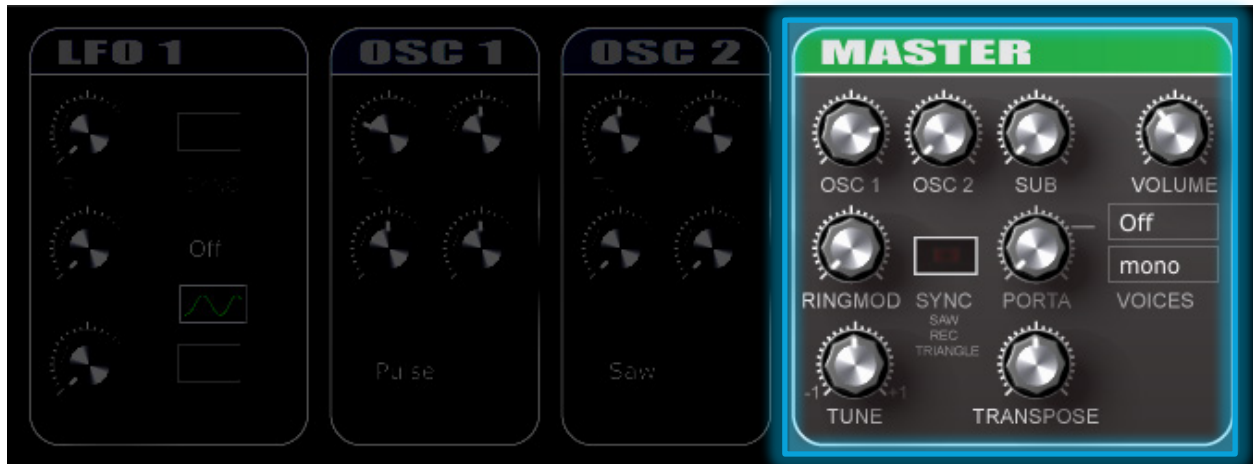 LFO 1
OSC 1
OSC 2
MASTER
OSC 1
OSC 2
SUB
VOLUME
SYNC
Off
Off
mono
RINGMOD
SYNC
PORTA
VOICES
SAW
REC
TRIANGLE
Pulse
Saw
-1
+1
TUNE
TRANSPOSE